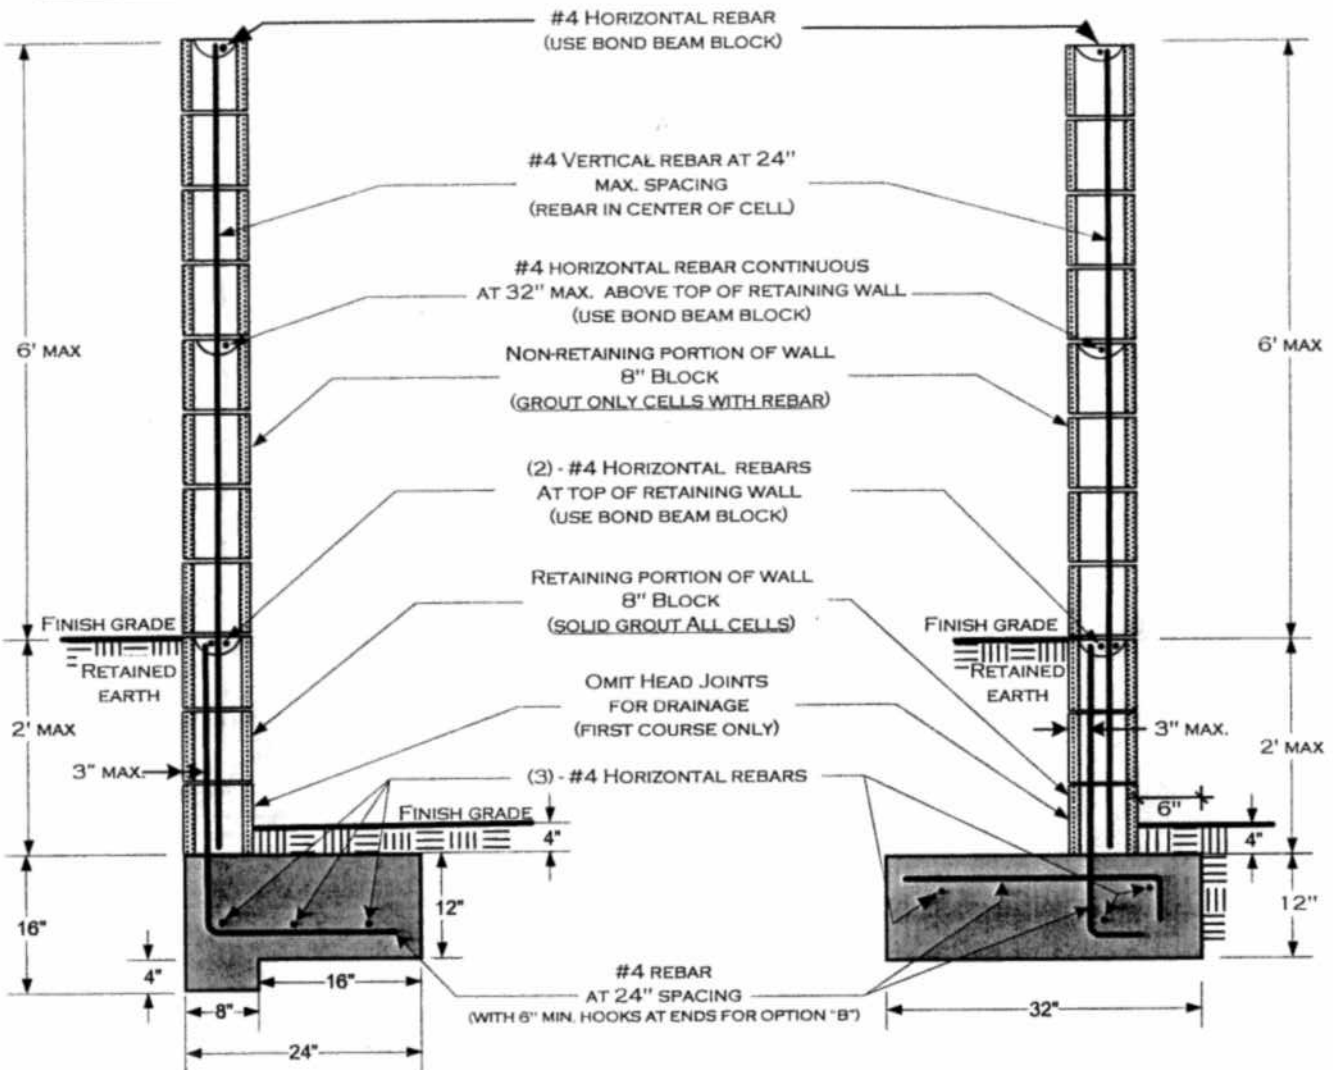 #4 HORIZONTAL REBAR
(USE BOND BEAM BLOCK)
#4 VERTICAL REBAR AT 24"
MAX. SPACING
(REBAR IN CENTER OF CELL)
#4 HORIZONTAL REBAR CONTINUOUS
AT 32" MAX. ABOVE TOP OF RETAINING WALL
(USE BOND BEAM BLOCK)
6' MAX
6' MAX
NON-RETAINING PORTION OF WALL
8" BLOCK
(GROUT ONLY CELLS WITH REBAR)
(2) - #4 HORIZONTAL REBARS
AT TOP OF RETAINING WALL
(USE BOND BEAM BLOCK)
RETAINING PORTION OF WALL
8" BLOCK
(SOLID GROUT ALL CELLS)
FINISH GRADE
FINISH GRADE
RETAINED
EARTH
RETAINED
EARTH
OMIT HEAD JOINTS
FOR DRAINAGE
(FIRST COURSE ONLY)
2' MAX
3" MAX.
3" MAX.
2' MAX
(3) - #4 HORIZONTAL REBARS
FINISH GRADE
6"
4"
4"
16"
12"
12"
4"
16"
8"
24"
#4 REBAR
AT 24" SPACING
(WITH 6" MIN. HOOKS AT ENDS FOR OPTION "B")
32"